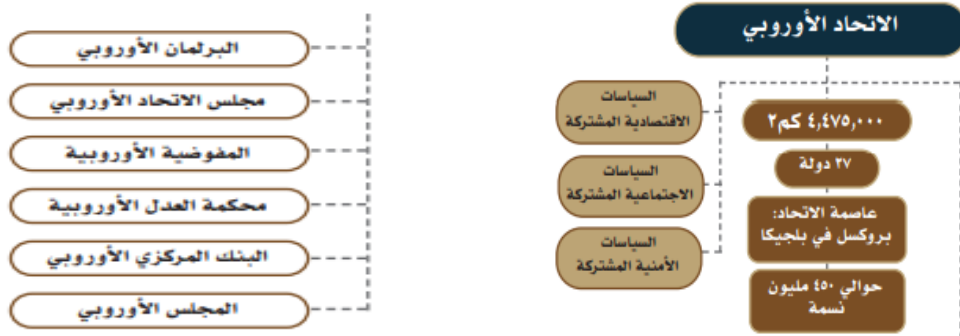 الاتحاد الأوروبي
٤,٤٧٥,٠٠٠ كم٢
٢٧ دولة
عاصمة الاتحاد:
بروكسل في بلجيكا
حوالي ٤٥٠ مليون
نسمة
السياسات
الاقتصادية المشتركة
السياسات
الاجتماعية المشتركة
السياسات
الأمنية المشتركة
البرلمان الأوروبي
مجلس الاتحاد الأوروبي
المفوضية الأوروبية
محكمة العدل الأوروبية
البنك المركزي الأوروبي
المجلس الأوروبي